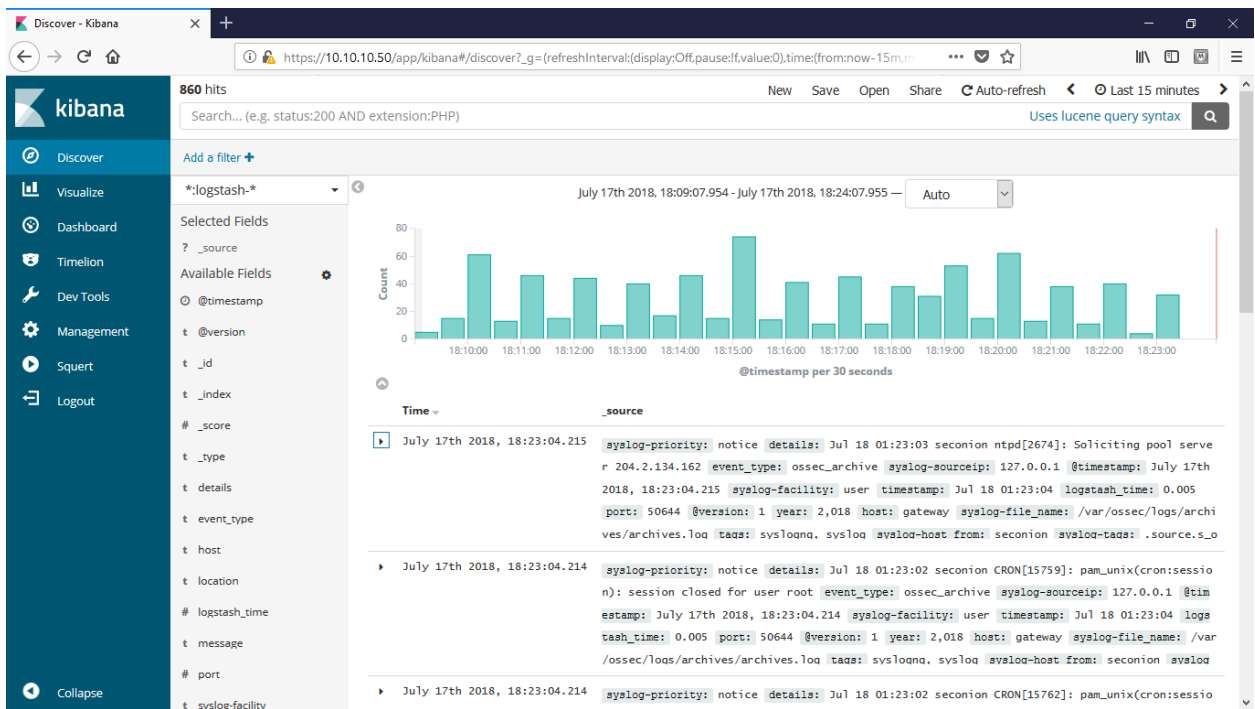 Discover - Kibana
https://10.10.10.50/app/kibana#/discover?_g=(refreshInterval:(display:Off,pause:!f,value:0),time:(from:now-15m,m
kibana
Discover
Visualize
Dashboard
Timelion
Dev Tools
Management
Squert
Logout
Collapse
860 hits
New Save Open Share Auto-refresh Last 15 minutes
Search... (e.g. status:200 AND extension:PHP)
Uses lucene query syntax
Add a filter
*:logstash-*
Selected Fields
? _source
Available Fields
@timestamp
t @version
t _id
t _index
# _score
t _type
t details
t event_type
t host
t location
# logstash_time
t message
# port
t syslog-facility
July 17th 2018, 18:09:07.954 - July 17th 2018, 18:24:07.955 — Auto
Count
80
60
40
20
0
18:10:00 18:11:00 18:12:00 18:13:00 18:14:00 18:15:00 18:16:00 18:17:00 18:18:00 18:19:00 18:20:00 18:21:00 18:22:00 18:23:00
@timestamp per 30 seconds
Time _source
July 17th 2018, 18:23:04.215
syslog-priority: notice details: Jul 18 01:23:03 seconion ntpd[2674]: Soliciting pool serve
r 204.2.134.162 event_type: ossec_archive syslog-sourceip: 127.0.0.1 @timestamp: July 17th
2018, 18:23:04.215 syslog-facility: user timestamp: Jul 18 01:23:04 logstash_time: 0.005
port: 50644 @version: 1 year: 2,018 host: gateway syslog-file_name: /var/ossec/logs/archi
ves/archives.log tags: syslogng, syslog syslog-host_from: seconion syslog-tags: .source.s_o
July 17th 2018, 18:23:04.214
syslog-priority: notice details: Jul 18 01:23:02 seconion CRON[15759]: pam_unix(cron:sessio
n): session closed for user root event_type: ossec_archive syslog-sourceip: 127.0.0.1 @tim
estamp: July 17th 2018, 18:23:04.214 syslog-facility: user timestamp: Jul 18 01:23:04 logs
tash_time: 0.005 port: 50644 @version: 1 year: 2,018 host: gateway syslog-file_name: /var
/ossec/logs/archives/archives.log tags: syslogng, syslog syslog-host_from: seconion syslog
July 17th 2018, 18:23:04.214
syslog-priority: notice details: Jul 18 01:23:02 seconion CRON[15762]: pam_unix(cron:sessio